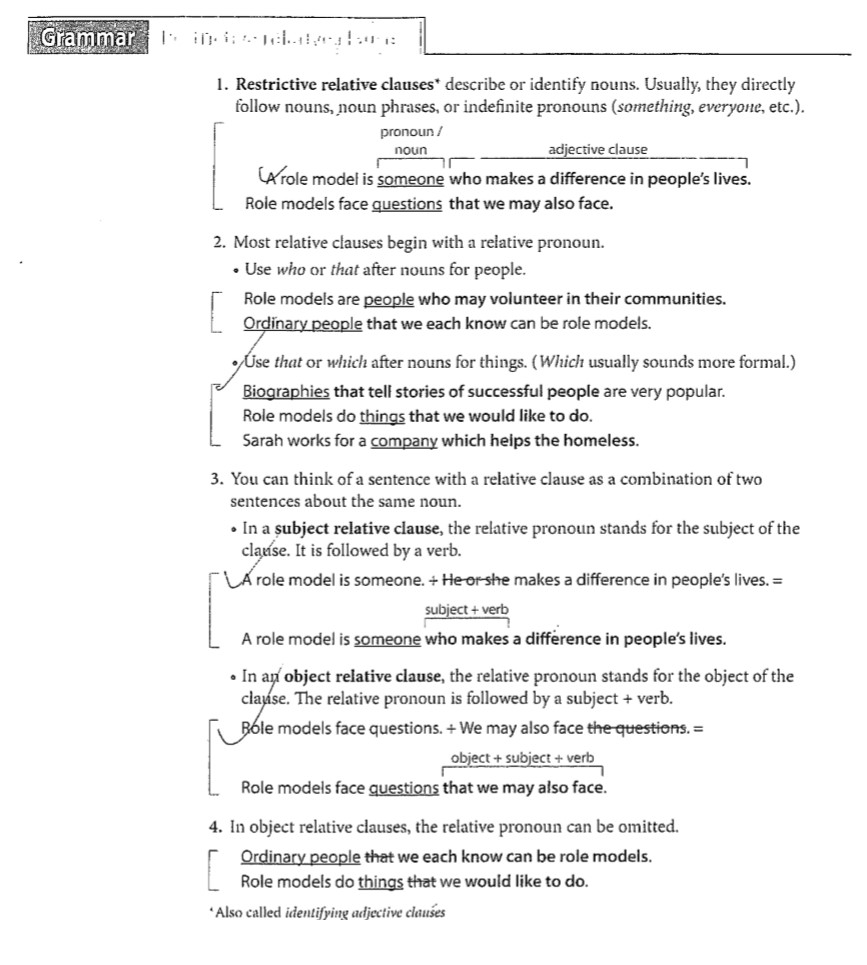 Grammar
1. Restrictive relative clauses* describe or identify nouns. Usually, they directly
follow nouns, noun phrases, or indefinite pronouns (something, everyone, etc.).
pronoun /
noun adjective clause
A role model is someone who makes a difference in people's lives.
Role models face questions that we may also face.
2. Most relative clauses begin with a relative pronoun.
• Use who or that after nouns for people.
Role models are people who may volunteer in their communities.
Ordinary people that we each know can be role models.
• Use that or which after nouns for things. (Which usually sounds more formal.)
Biographies that tell stories of successful people are very popular.
Role models do things that we would like to do.
Sarah works for a company which helps the homeless.
3. You can think of a sentence with a relative clause as a combination of two
sentences about the same noun.
• In a subject relative clause, the relative pronoun stands for the subject of the
clause. It is followed by a verb.
A role model is someone. + He or she makes a difference in people's lives. =
subject + verb
A role model is someone who makes a difference in people's lives.
• In an object relative clause, the relative pronoun stands for the object of the
clause. The relative pronoun is followed by a subject + verb.
Role models face questions. + We may also face the questions. =
object + subject + verb
Role models face questions that we may also face.
4. In object relative clauses, the relative pronoun can be omitted.
Ordinary people that we each know can be role models.
Role models do things that we would like to do.
*Also called identifying adjective clauses